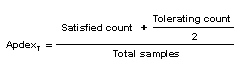 Apdex_T = (Satisfied count + Tolerating count / 2) / Total samples